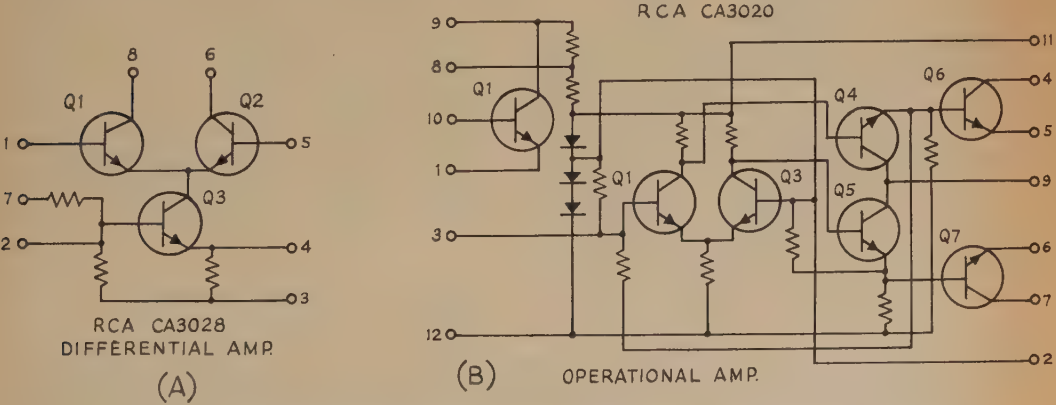 8
6
Q1
Q2
1
5
7
Q3
2
4
3
RCA CA3028
DIFFERENTIAL AMP.
(A)
RCA CA3020
9
11
8
Q6
4
Q1
Q4
10
5
1
Q1
Q3
9
Q5
3
Q7
6
7
12
2
(B)
OPERATIONAL AMP.